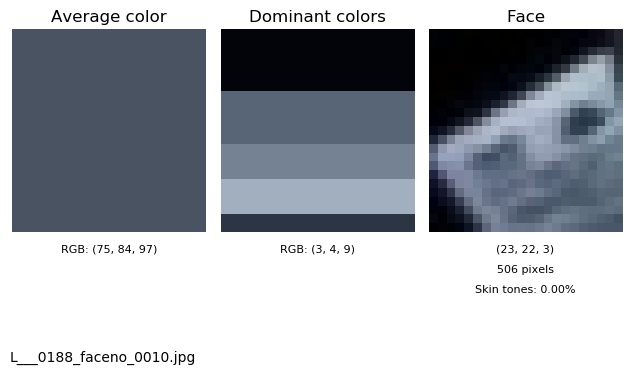 Average color
Dominant colors
Face
RGB: (75, 84, 97)
RGB: (3, 4, 9)
(23, 22, 3)
506 pixels
Skin tones: 0.00%
L___0188_faceno_0010.jpg